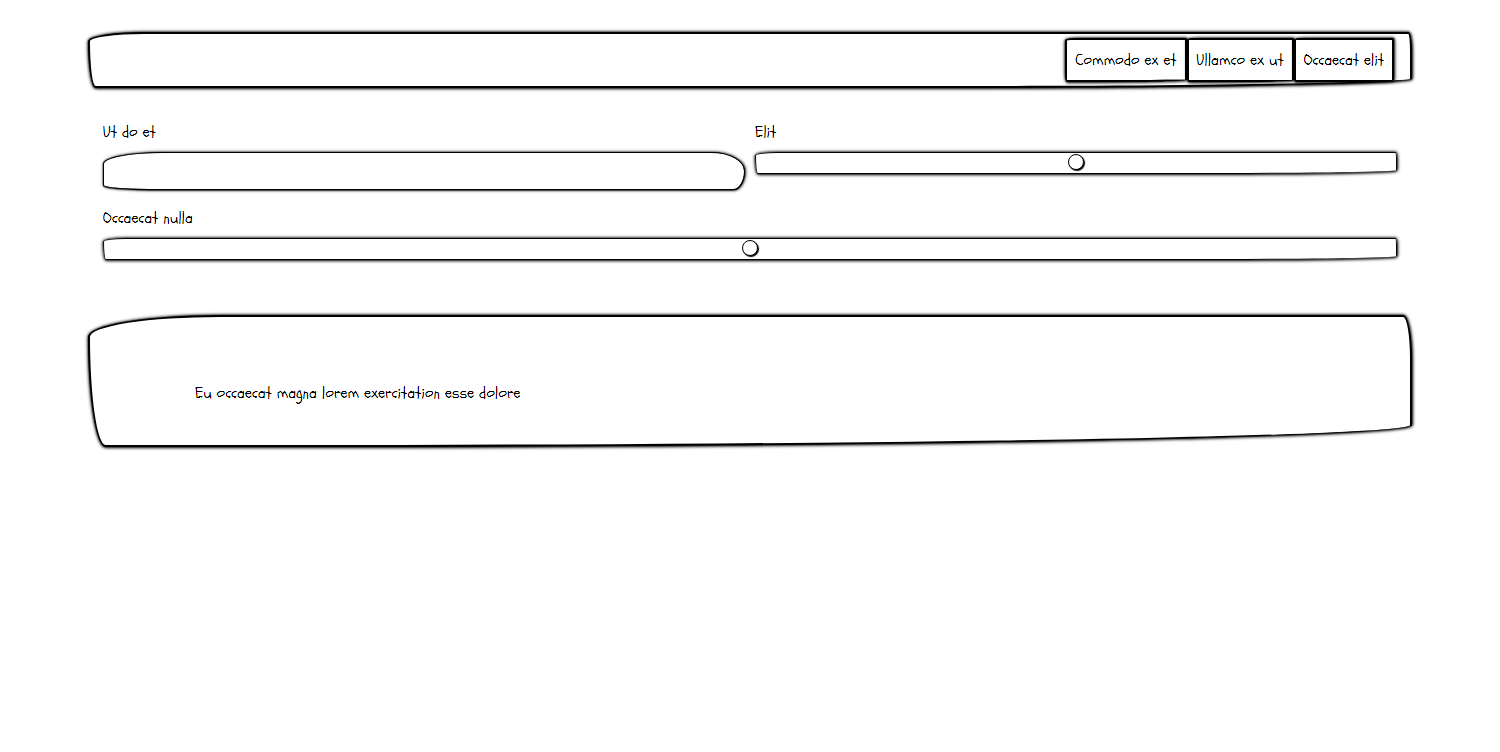 Commodo ex et Ullamco ex ut Occaecat elit
Ut do et Elit
Occaecat nulla
Eu occaecat magna lorem exercitation esse dolore